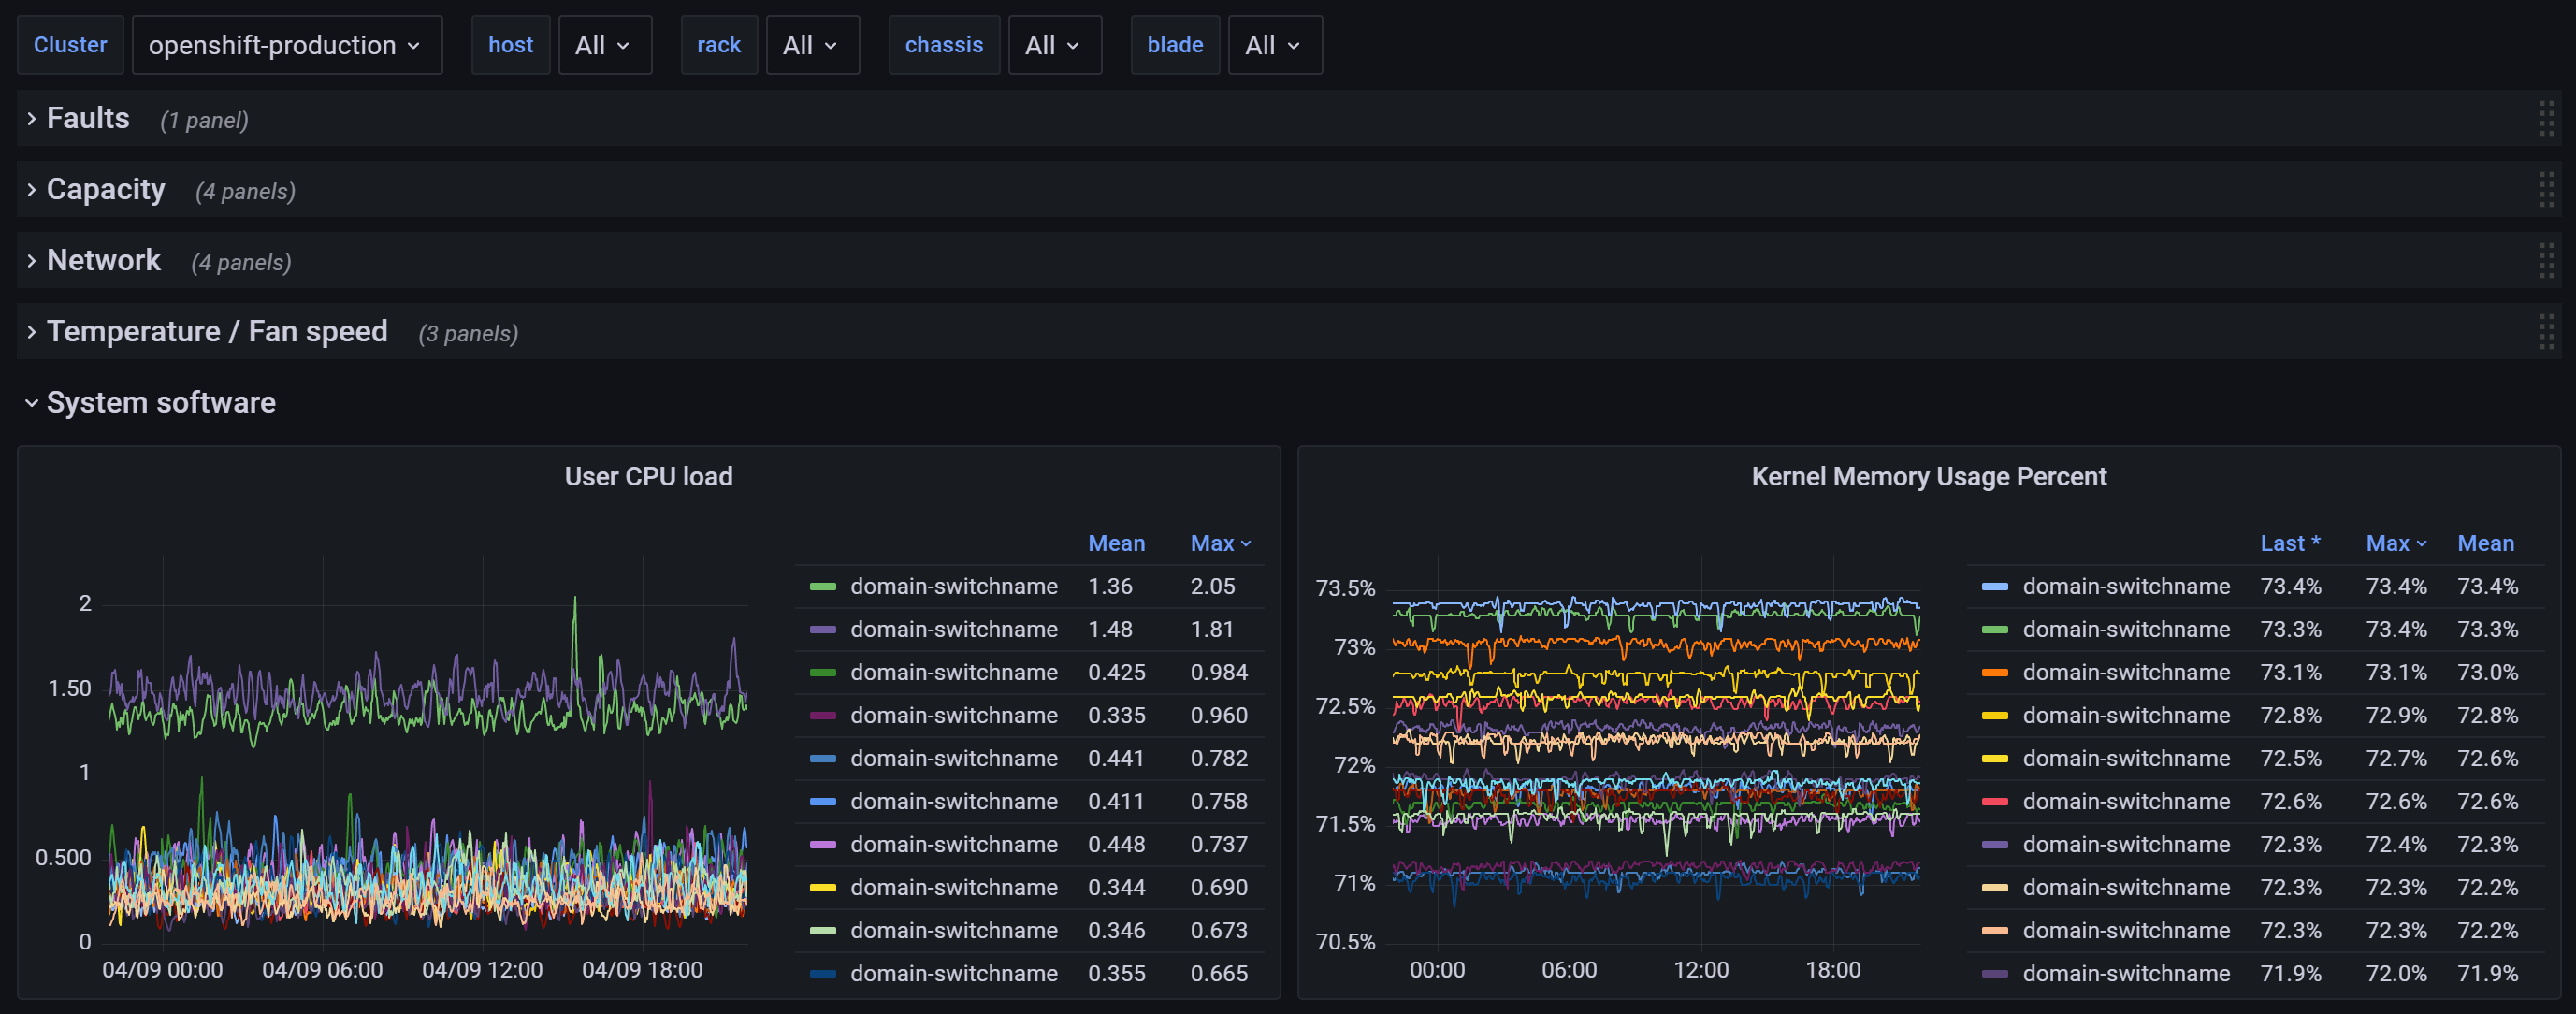 Cluster openshift-production host All rack All chassis All blade All
Faults (1 panel)
Capacity (4 panels)
Network (4 panels)
Temperature / Fan speed (3 panels)
System software
User CPU load
2
1.50
1
0.500
0
04/09 00:00 04/09 06:00 04/09 12:00 04/09 18:00
Mean Max
domain-switchname 1.36 2.05
domain-switchname 1.48 1.81
domain-switchname 0.425 0.984
domain-switchname 0.335 0.960
domain-switchname 0.441 0.782
domain-switchname 0.411 0.758
domain-switchname 0.448 0.737
domain-switchname 0.344 0.690
domain-switchname 0.346 0.673
domain-switchname 0.355 0.665
Kernel Memory Usage Percent
73.5%
73%
72.5%
72%
71.5%
71%
70.5%
00:00 06:00 12:00 18:00
Last * Max Mean
domain-switchname 73.4% 73.4% 73.4%
domain-switchname 73.3% 73.4% 73.3%
domain-switchname 73.1% 73.1% 73.0%
domain-switchname 72.8% 72.9% 72.8%
domain-switchname 72.5% 72.7% 72.6%
domain-switchname 72.6% 72.6% 72.6%
domain-switchname 72.3% 72.4% 72.3%
domain-switchname 72.3% 72.3% 72.2%
domain-switchname 72.3% 72.3% 72.2%
domain-switchname 71.9% 72.0% 71.9%